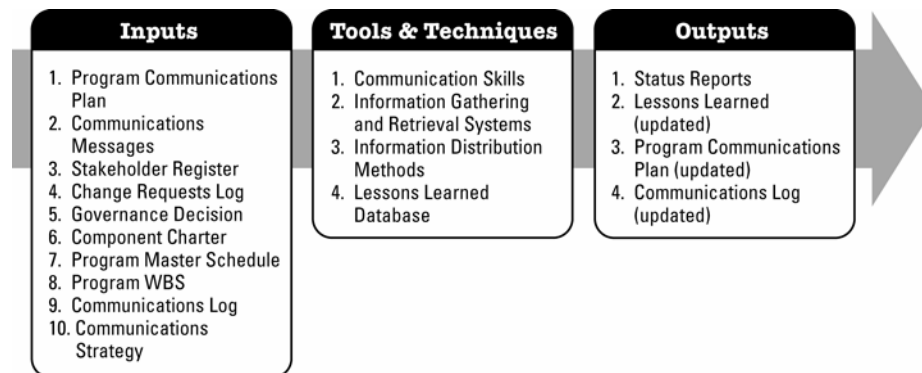 Inputs
1. Program Communications
Plan
2. Communications
Messages
3. Stakeholder Register
4. Change Requests Log
5. Governance Decision
6. Component Charter
7. Program Master Schedule
8. Program WBS
9. Communications Log
10. Communications
Strategy
Tools & Techniques
1. Communication Skills
2. Information Gathering
and Retrieval Systems
3. Information Distribution
Methods
4. Lessons Learned
Database
Outputs
1. Status Reports
2. Lessons Learned
(updated)
3. Program Communications
Plan (updated)
4. Communications Log
(updated)